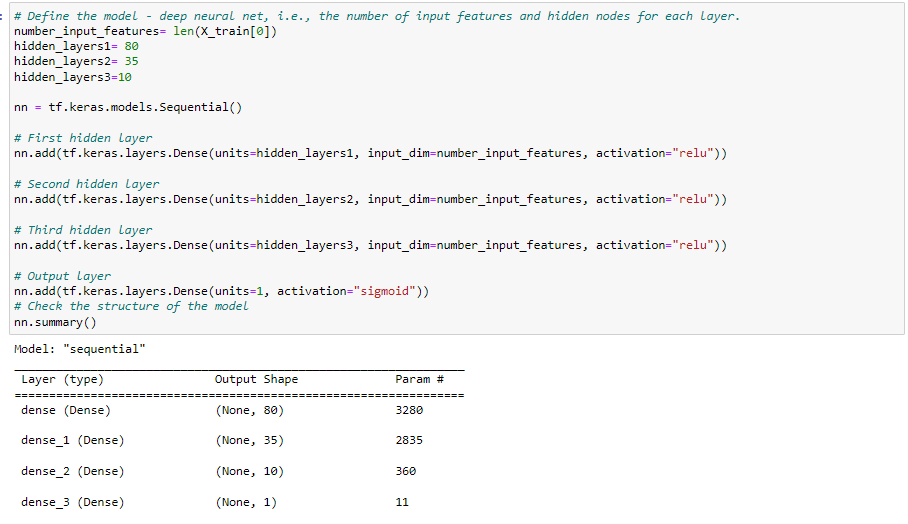 :
# Define the model - deep neural net, i.e., the number of input features and hidden nodes for each layer.
number_input_features= len(X_train[0])
hidden_layers1= 80
hidden_layers2= 35
hidden_layers3=10
nn = tf.keras.models.Sequential()
# First hidden layer
nn.add(tf.keras.layers.Dense(units=hidden_layers1, input_dim=number_input_features, activation="relu"))
# Second hidden layer
nn.add(tf.keras.layers.Dense(units=hidden_layers2, input_dim=number_input_features, activation="relu"))
# Third hidden layer
nn.add(tf.keras.layers.Dense(units=hidden_layers3, input_dim=number_input_features, activation="relu"))
# Output layer
nn.add(tf.keras.layers.Dense(units=1, activation="sigmoid"))
# Check the structure of the model
nn.summary()
Model: "sequential"
_________________________________________________________________
Layer (type) Output Shape Param #
=================================================================
dense (Dense) (None, 80) 3280
dense_1 (Dense) (None, 35) 2835
dense_2 (Dense) (None, 10) 360
dense_3 (Dense) (None, 1) 11